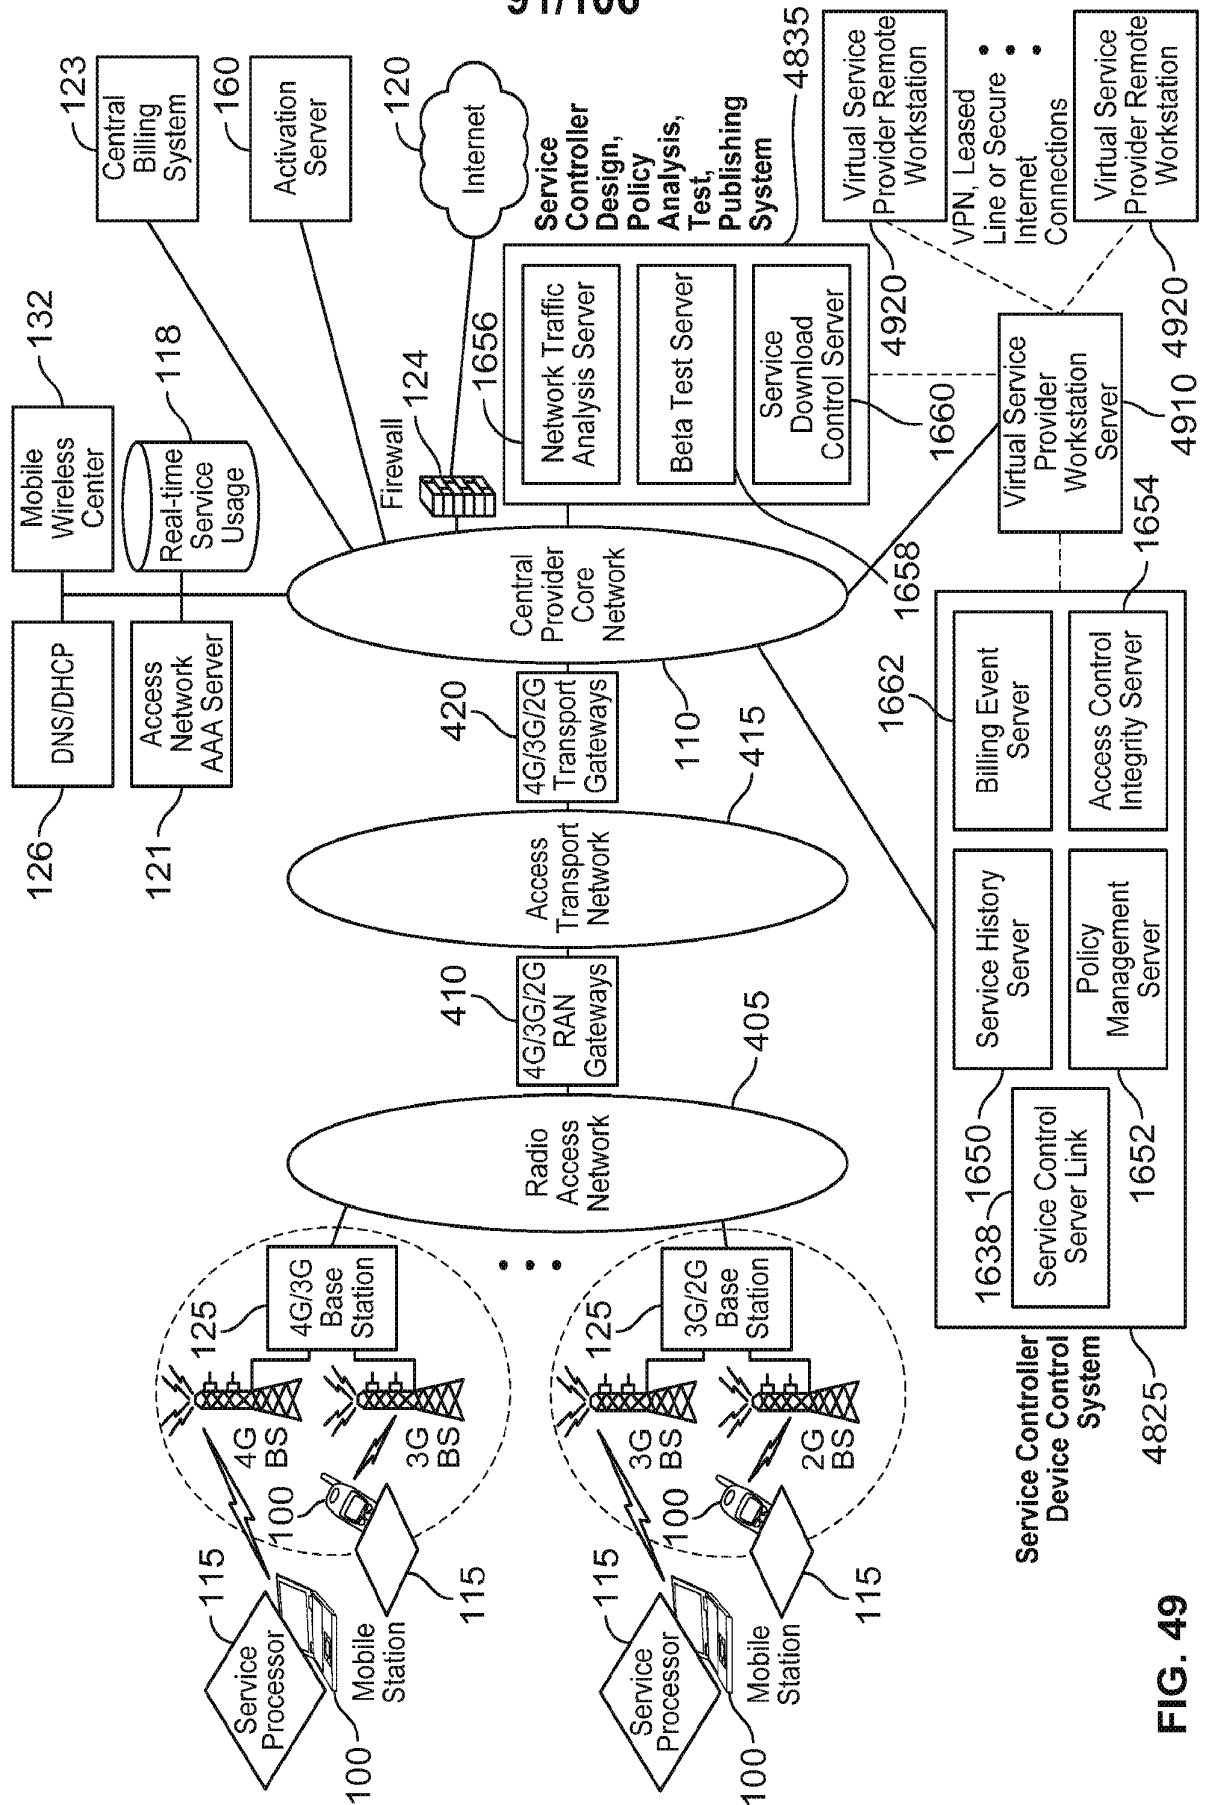 91/106
126
DNS/DHCP
Mobile
Wireless
Center
132
121
Access
Network
AAA Server
Real-time
Service
Usage
118
Central
Billing
System
123
Activation
Server
160
Internet
120
Firewall
124
115
Service
Processor
100
Mobile
Station
115
100
4G
BS
3G
BS
125
4G/3G
Base
Station
115
Service
Processor
100
Mobile
Station
115
100
3G
BS
2G
BS
125
3G/2G
Base
Station
Radio
Access
Network
405
410
4G/3G/2G
RAN
Gateways
Access
Transport
Network
415
420
4G/3G/2G
Transport
Gateways
Central
Provider
Core
Network
110
1656
Network Traffic
Analysis Server
Beta Test Server
1658
Service
Download
Control Server
1660
Service
Controller
Design,
Policy
Analysis,
Test,
Publishing
System
4835
Virtual Service
Provider Remote
Workstation
4920
VPN, Leased
Line or Secure
Internet
Connections
Virtual Service
Provider Remote
Workstation
4920
Virtual Service
Provider
Workstation
Server
4910
Service Controller
Device Control
System
4825
1638
Service Control
Server Link
1650
Service History
Server
1652
Policy
Management
Server
1662
Billing Event
Server
1654
Access Control
Integrity Server
FIG. 49